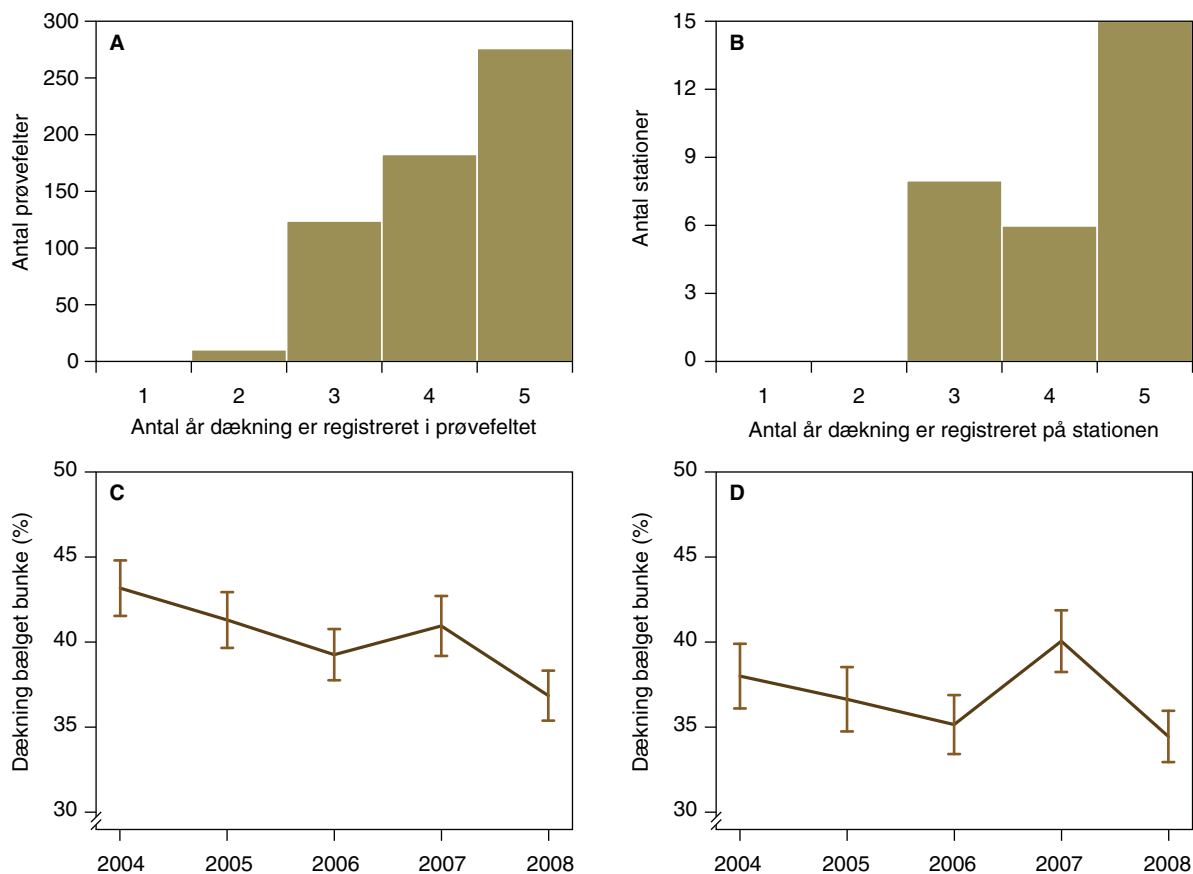 A
Antal prøvefelter
300
250
200
150
100
50
0
1 2 3 4 5
Antal år dækning er registreret i prøvefeltet
B
Antal stationer
15
12
9
6
3
0
1 2 3 4 5
Antal år dækning er registreret på stationen
C
Dækning bølget bunke (%)
50
45
40
35
30
2004 2005 2006 2007 2008
D
Dækning bølget bunke (%)
50
45
40
35
30
2004 2005 2006 2007 2008